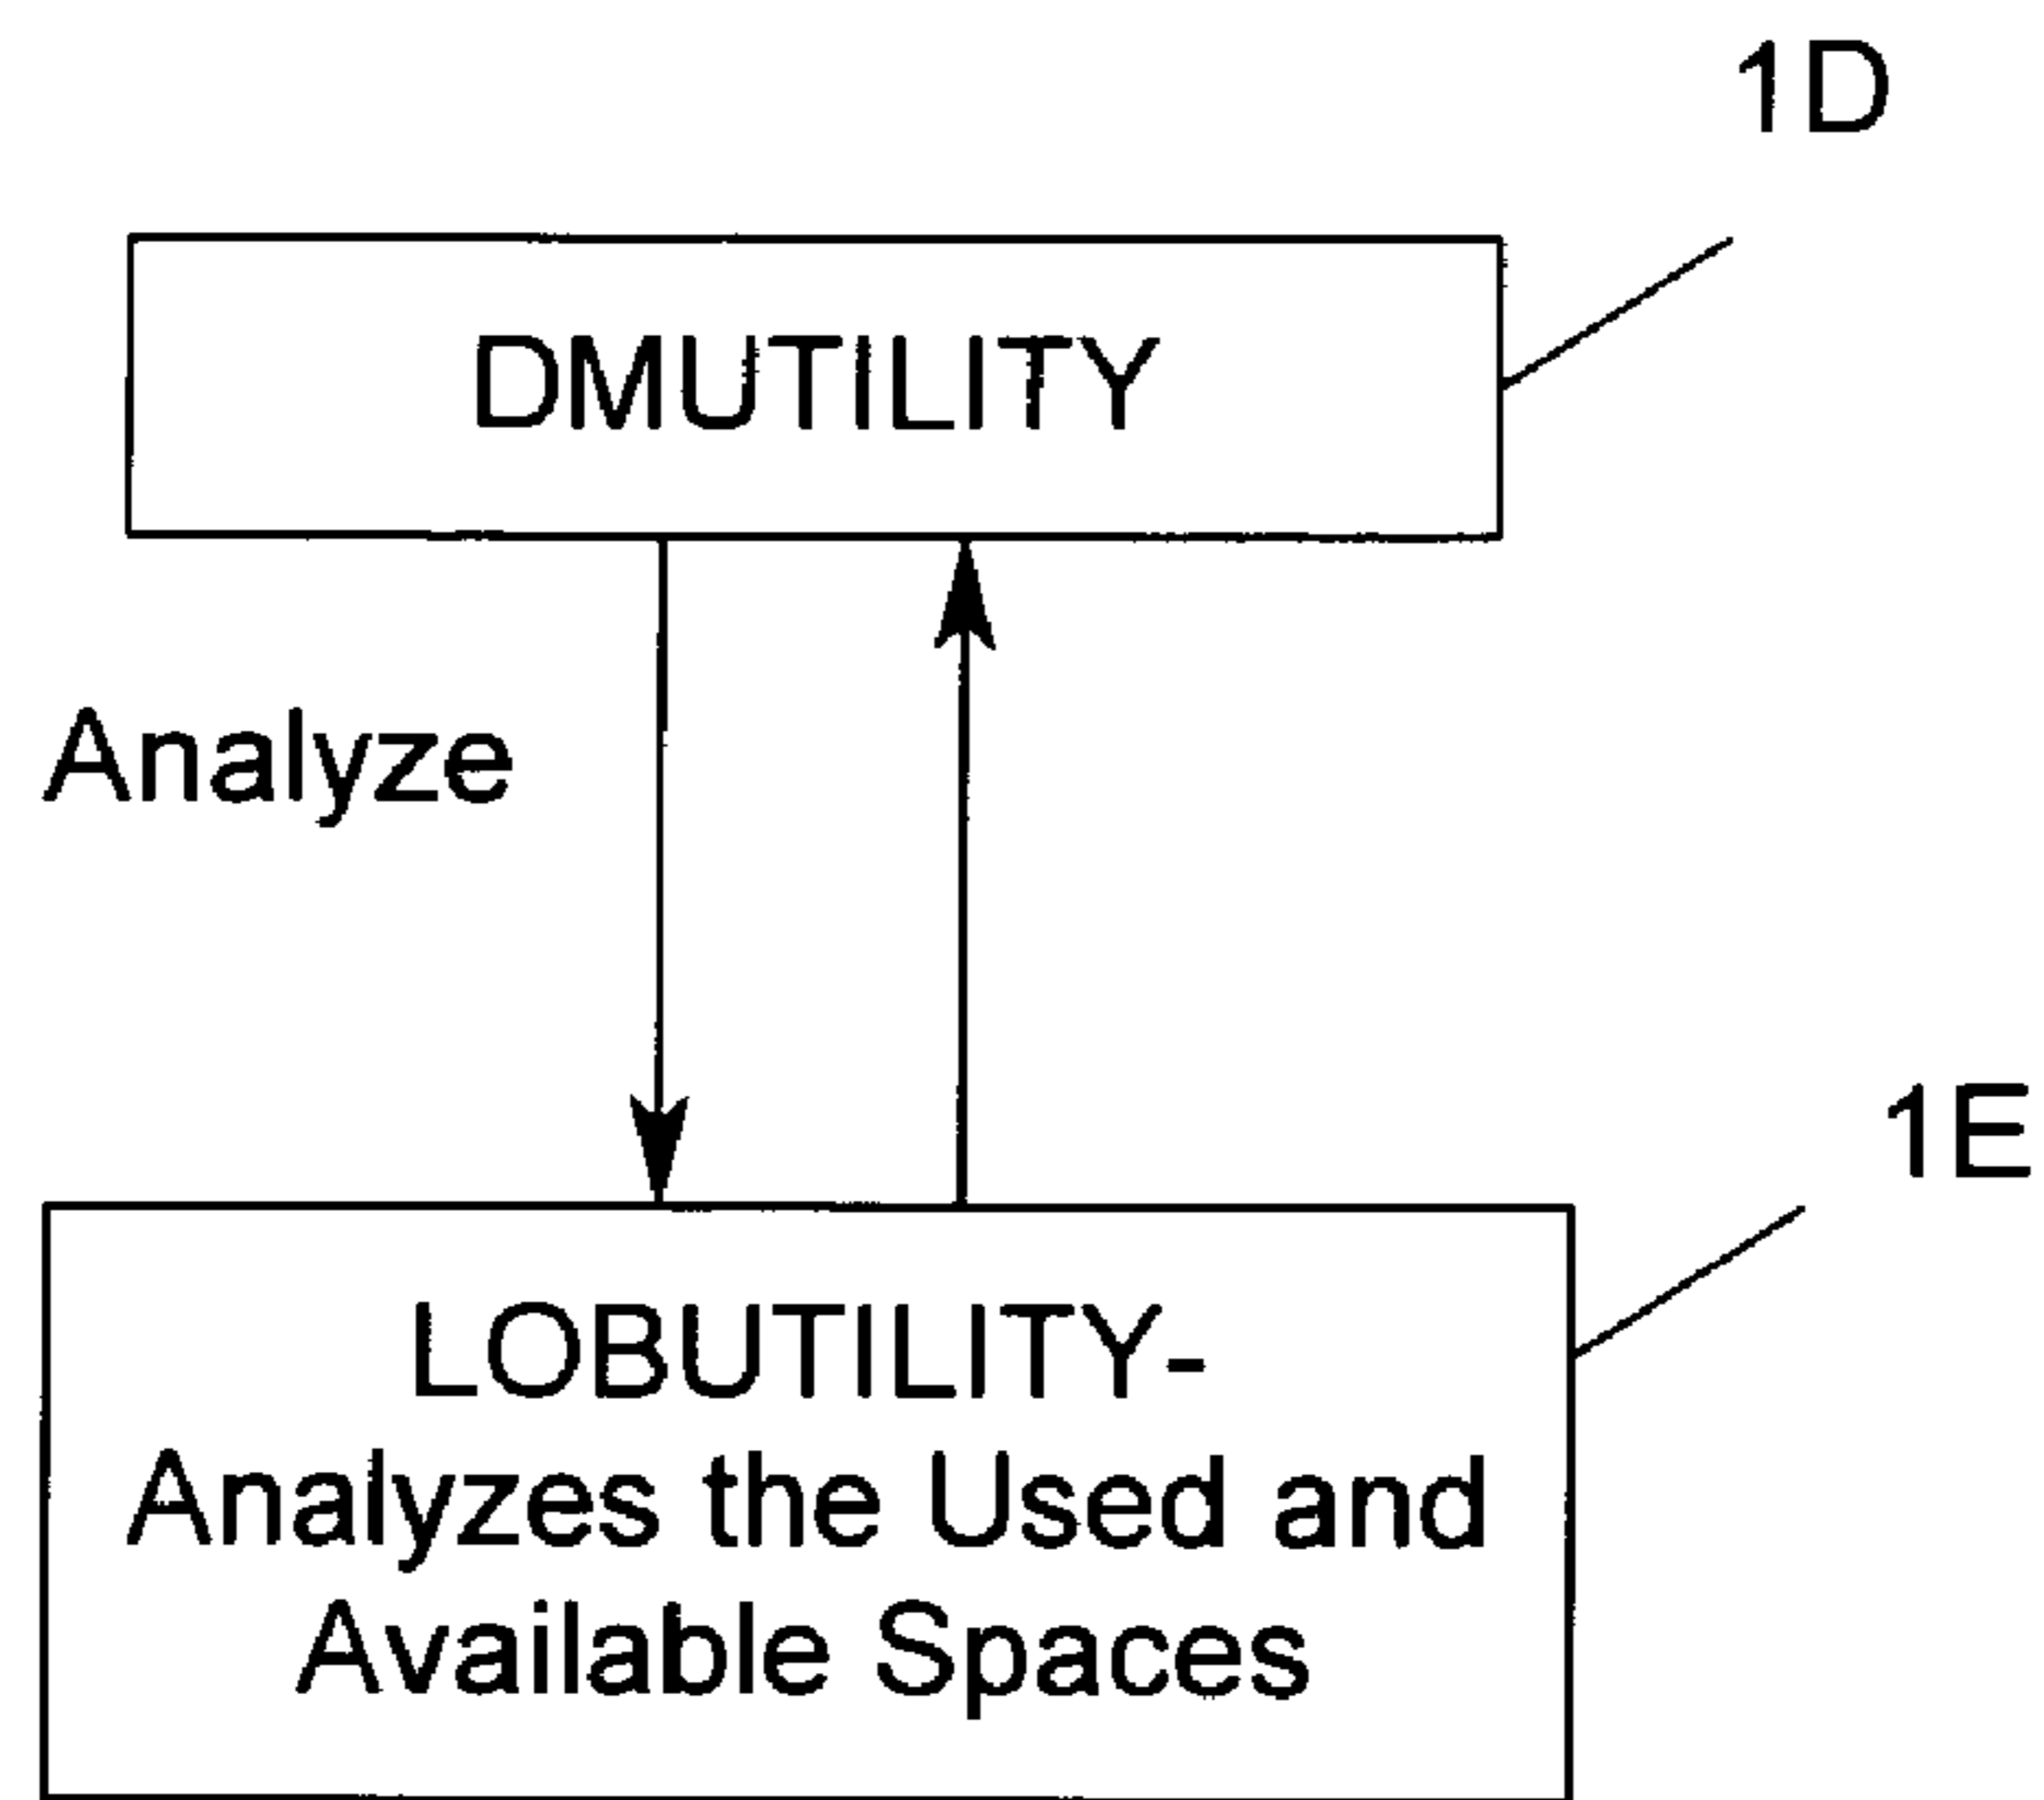 1D
DMUTILITY
Analyze
1E
LOBUTILITY-
Analyzes the Used and
Available Spaces